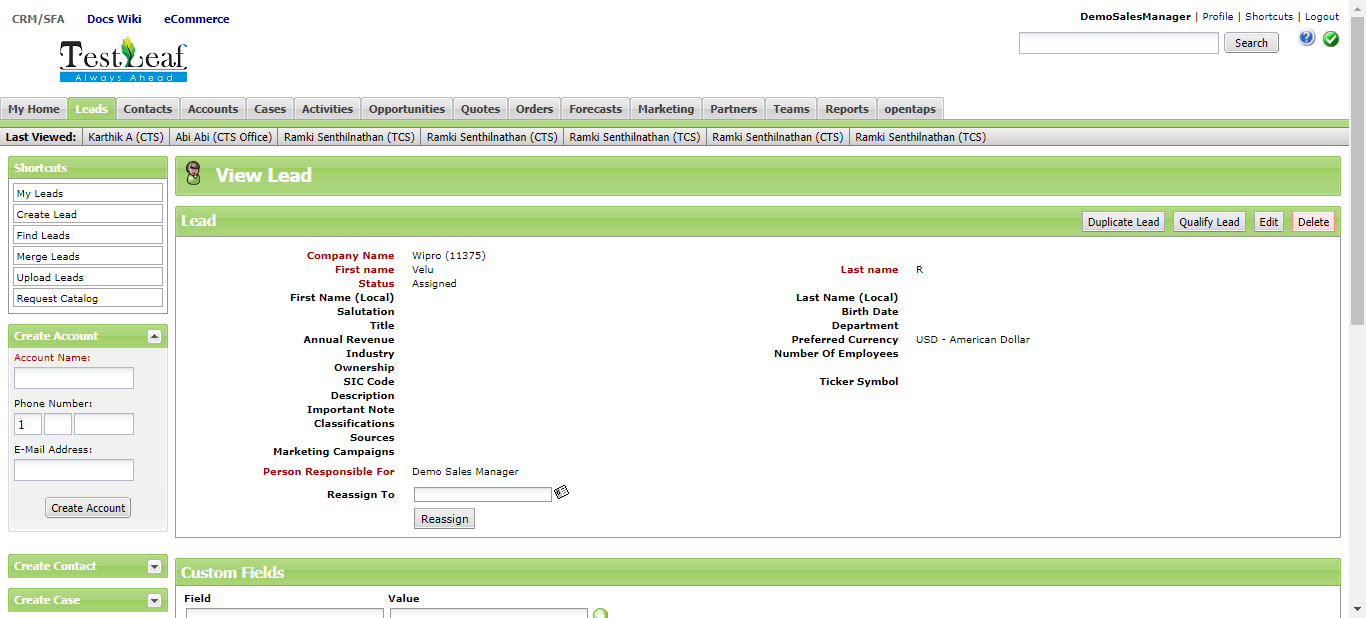 CRM/SFA Docs Wiki eCommerce
DemoSalesManager | Profile | Shortcuts | Logout
TestLeaf
Always Ahead
Search
My Home Leads Contacts Accounts Cases Activities Opportunities Quotes Orders Forecasts Marketing Partners Teams Reports opentaps
Last Viewed: Karthik A (CTS) Abi Abi (CTS Office) Ramki Senthilnathan (TCS) Ramki Senthilnathan (CTS) Ramki Senthilnathan (TCS) Ramki Senthilnathan (CTS) Ramki Senthilnathan (TCS)
Shortcuts
My Leads
Create Lead
Find Leads
Merge Leads
Upload Leads
Request Catalog
Create Account
Account Name:
Phone Number:
1
E-Mail Address:
Create Account
Create Contact
Create Case
View Lead
Lead
Duplicate Lead Qualify Lead Edit Delete
Company Name Wipro (11375)
First name Velu Last name R
Status Assigned
First Name (Local) Last Name (Local)
Salutation Birth Date
Title Department
Annual Revenue Preferred Currency USD - American Dollar
Industry Number Of Employees
Ownership
SIC Code Ticker Symbol
Description
Important Note
Classifications
Sources
Marketing Campaigns
Person Responsible For Demo Sales Manager
Reassign To
Reassign
Custom Fields
Field Value